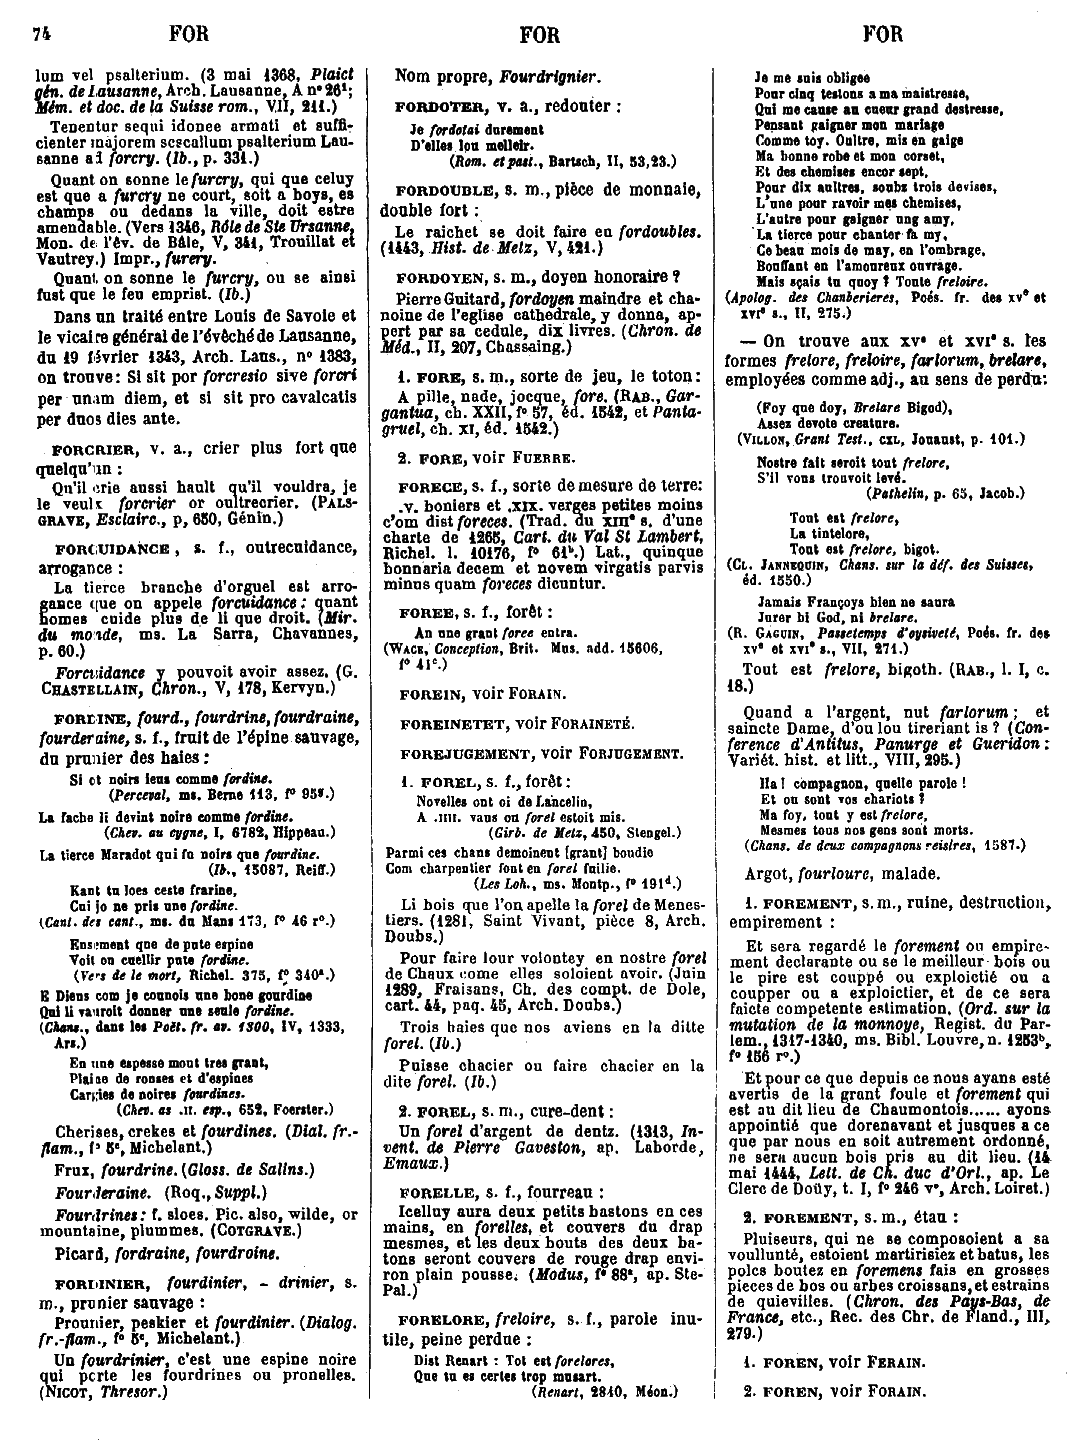 74 FOR FOR FOR
lum vel psalterium. (3 mai 1368, Plaict
gén. de Lausanne, Arch. Lausanne, A n° 26¹;
Mém. et doc. de la Suisse rom., VII, 211.)
Tenentur sequi idonee armati et suffi-
cienter majorem scescallum psalterium Lau-
sanne ad forcry. (Ib., p. 331.)
Quant on sonne le furcry, qui que celuy
est que a furcry ne court, soit a boys, es
champs ou dedans la ville, doit estre
amendable. (Vers 1346, Rôle de Ste Ursanne,
Mon. de l'év. de Bâle, V, 341, Trouillat et
Vautrey.) Impr., furery.
Quant on sonne le furcry, ou se ainsi
fust que le feu emprist. (Ib.)
Dans un traité entre Louis de Savoie et
le vicaire général de l'évêché de Lausanne,
du 19 février 1343, Arch. Laus., n° 1383,
on trouve: Si sit por forcresio sive forcri
per unam diem, et si sit pro cavalcatis
per duos dies ante.
FORCRIER, v. a., crier plus fort que
quelqu'un :
Qu'il crie aussi hault qu'il vouldra, je
le veulx forcrier or oultrecrier. (PALS-
GRAVE, Esclairc., p, 650, Génin.)
FORCUIDANCE, s. f., outrecuidance,
arrogance :
La tierce branche d'orguel est arro-
gance que on appele forcuidance : quant
homes cuide plus de li que droit. (Mir.
du monde, ms. La Sarra, Chavannes,
p. 60.)
Forcuidance y pouvoit avoir assez. (G.
CHASTELLAIN, Chron., V, 178, Kervyn.)
FORDINE, fourd., fourdrine, fourdraine,
fourderaine, s. f., fruit de l'épine sauvage,
du prunier des haies :
Si ot noirs iens comme fordine.
(Perceval, ms. Berne 113, f° 95ᵍ.)
La fache li devint noire comme fordine.
(Chev. au cygne, I, 6782, Hippeau.)
La tierce Maradot qui fu noirs que fourdine.
(Ib., 15087, Reiff.)
Kant tu loes ceste frarine,
Cui jo ne pris une fordine.
(Cant. des cant., ms. du Mans 173, f° 46 r°.)
Ensement que de pute espine
Voit on cuellir pute fordine.
(Vers de le mort, Richel. 375, f° 340ᵃ.)
E Diens com je connois une bone gourdine
Qui li vauroit donner une seule fordine.
(Chans., dans les Poët. fr. av. 1300, IV, 1333,
Ars.)
En une espesse mout tres grant,
Plaine de ronses et d'espines
Cargies de noires fourdines.
(Chev. as .II. esp., 652, Foerster.)
Cherises, crekes et fourdines. (Dial. fr.-
flam., f° 5ᵉ, Michelant.)
Frux, fourdrine. (Gloss. de Salins.)
Fourderaine. (Roq., Suppl.)
Fourdrines : f. sloes. Pic. also, wilde, or
mountaine, plummes. (COTGRAVE.)
Picard, fordraine, fourdroine.
FORDINIER, fourdinier, - drinier, s.
m., prunier sauvage :
Prounier, peskier et fourdinier. (Dialog.
fr.-flam., f° 5ᵉ, Michelant.)
Un fourdrinier, c'est une espine noire
qui porte les fourdrines ou pronelles.
(NICOT, Thresor.)
Nom propre, Fourdrignier.
FORDOTER, v. a., redouter :
Je fordotai durement
D'elles lou melleir.
(Rom. et past., Bartsch, II, 53,23.)
FORDOUBLE, s. m., pièce de monnaie,
double fort :
Le raichet se doit faire en fordoubles.
(1443, Hist. de Metz, V, 421.)
FORDOYEN, s. m., doyen honoraire ?
Pierre Guitard, fordoyen maindre et cha-
noine de l'eglise cathedrale, y donna, ap-
pert par sa cedule, dix livres. (Chron. de
Méd., II, 207, Chassaing.)
1. FORE, s. m., sorte de jeu, le toton :
A pille, nade, jocque, fore. (RAB., Gar-
gantua, ch. XXII, f° 57, éd. 1542, et Panta-
gruel, ch. XI, éd. 1542.)
2. FORE, voir FUERRE.
FORECE, s. f., sorte de mesure de terre:
.v. boniers et .XIX. verges petites moins
c'om dist foreces. (Trad. du XIIIᵉ s. d'une
charte de 1265, Cart. du Val St Lambert,
Richel. l. 10176, f° 61ᵇ.) Lat., quinque
bonnaria decem et novem virgatis parvis
minus quam foreces dicuntur.
FOREE, s. f., forêt :
An une grant foree entra.
(WACE, Conception, Brit. Mus. add. 15606,
f° 41ᶜ.)
FOREIN, voir FORAIN.
FOREINETET, voir FORAINETÉ.
FOREJUGEMENT, voir FORJUGEMENT.
1. FOREL, s. f., forêt :
Novelles ont oi de Lancelin,
A .IIII. vaus ou forel estoit mis.
(Girb. de Metz, 450, Stengel.)
Parmi ces chans demoinent [grant] boudie
Com charpentier font en forel failie.
(Les Loh., ms. Montp., f° 191ᵈ.)
Li bois que l'on apelle la forel de Menes-
tiers. (1281, Saint Vivant, pièce 8, Arch.
Doubs.)
Pour faire lour volontey en nostre forel
de Chaux come elles soloient avoir. (Juin
1289, Fraisans, Ch. des compt. de Dole,
cart. 44, paq. 45, Arch. Doubs.)
Trois haies que nos aviens en la ditte
forel. (Ib.)
Puisse chacier ou faire chacier en la
dite forel. (Ib.)
2. FOREL, s. m., cure-dent :
Un forel d'argent de dentz. (1313, In-
vent. de Pierre Gaveston, ap. Laborde,
Emaux.)
FORELLE, s. f., fourreau :
Icelluy aura deux petits bastons en ces
mains, en forelles, et couvers du drap
mesmes, et les deux bouts des deux ba-
tons seront couvers de rouge drap envi-
ron plain pousse. (Modus, f° 88ᵃ, ap. Ste-
Pal.)
FORELORE, freloire, s. f., parole inu-
tile, peine perdue :
Dist Renart : Tot est forelores,
Que tu es certes trop musart.
(Renart, 2840, Méon.)
Je me suis obligee
Pour cinq testons a ma maistresse,
Qui me cause au cueur grand destresse,
Pensant gaigner mon mariage
Comme toy. Oultre, mis en gaige
Ma bonne robe et mon corset,
Et des chemises encor sept,
Pour dix aultres, soubz trois devises,
L'une pour ravoir mes chemises,
L'autre pour gaigner ung amy,
La tierce pour chanter fa my,
Ce beau mois de may, en l'ombrage,
Bouffant en l'amoureux ouvrage.
Mais sçais tu quoy ? Toute freloire.
(Apolog. des Chanberieres, Poés. fr. des XVᵉ et
XVIᵉ s., II, 275.)
— On trouve aux XVᵉ et XVIᵉ s. les
formes frelore, freloire, farlorum, brelare,
employées comme adj., au sens de perdu:
(Foy que doy, Brelare Bigod),
Assez devote creature.
(VILLON, Grant Test., CXL, Jouaust, p. 101.)
Nostre fait seroit tout frelore,
S'il vous trouvoit levé.
(Pathelin, p. 65, Jacob.)
Tout est frelore,
La tintelore,
Tout est frelore, bigot.
(CL. JANNEQUIN, Chans. sur la déf. des Suisses,
éd. 1550.)
Jamais Françoys bien ne saura
Jurer bi God, ni brelare.
(R. GAGUIN, Passetemps d'oysiveté, Poés. fr. des
XVᵉ et XVIᵉ s., VII, 271.)
Tout est frelore, bigoth. (RAB., l. I, c.
18.)
Quand a l'argent, nut farlorum ; et
saincte Dame, d'ou lou tireriant is ? (Con-
ference d'Antitus, Panurge et Gueridon :
Variét. hist. et litt., VIII, 295.)
Ha ! compagnon, quelle parole !
Et ou sont vos chariots ?
Ma foy, tout y est frelore,
Mesmes tous nos gens sont morts.
(Chans. de deux compagnons reistres, 1587.)
Argot, fourloure, malade.
1. FOREMENT, s. m., ruine, destruction,
empirement :
Et sera regardé le forement ou empire-
ment declarante ou se le meilleur bois ou
le pire est couppé ou exploictié ou a
coupper ou a exploictier, et de ce sera
faicte competente estimation. (Ord. sur la
mutation de la monnoye, Regist. du Par-
lem., 1317-1340, ms. Bibl. Louvre, n. 1253ᵇ,
f° 156 r°.)
Et pour ce que depuis ce nous ayans esté
avertis de la grant foule et forement qui
est au dit lieu de Chaumontois...... ayons
appointié que dorenavant et jusques a ce
que par nous en soit autrement ordonné,
ne sera aucun bois pris au dit lieu. (14
mai 1444, Lett. de Ch. duc d'Orl., ap. Le
Clerc de Doüy, t. I, f° 246 v°, Arch. Loiret.)
2. FOREMENT, s. m., étau :
Pluiseurs, qui ne se composoient a sa
voullunté, estoient martirisiez et batus, les
polcs boutez en foremens fais en grosses
pieces de bos ou arbes croissans, et estrains
de quievilles. (Chron. des Pays-Bas, de
France, etc., Rec. des Chr. de Fland., III,
279.)
1. FOREN, voir FERAIN.
2. FOREN, voir FORAIN.